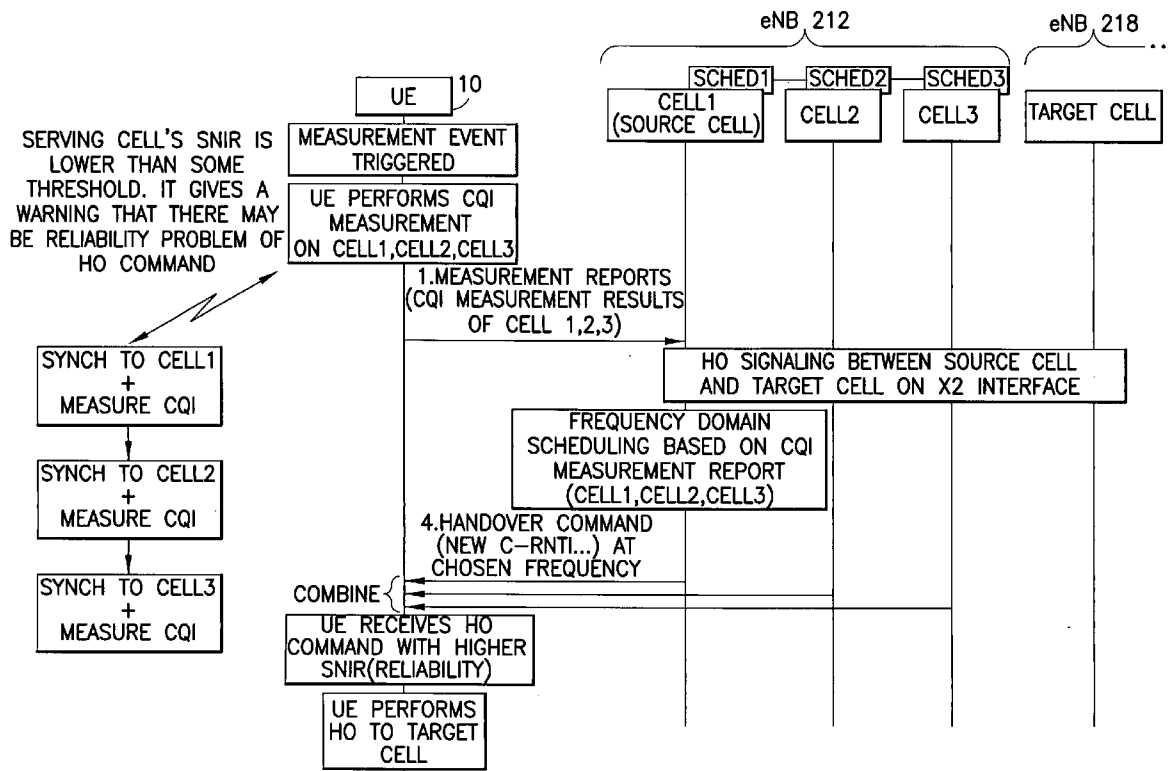 eNB 212
eNB 218
SCHED1
SCHED2
SCHED3
UE
10
CELL1
(SOURCE CELL)
CELL2
CELL3
TARGET CELL
SERVING CELL'S SNIR IS
LOWER THAN SOME
THRESHOLD. IT GIVES A
WARNING THAT THERE MAY
BE RELIABILITY PROBLEM OF
HO COMMAND
MEASUREMENT EVENT
TRIGGERED
UE PERFORMS CQI
MEASUREMENT
ON CELL1,CELL2,CELL3
1.MEASUREMENT REPORTS
(CQI MEASUREMENT RESULTS
OF CELL 1,2,3)
SYNCH TO CELL1
+
MEASURE CQI
SYNCH TO CELL2
+
MEASURE CQI
SYNCH TO CELL3
+
MEASURE CQI
HO SIGNALING BETWEEN SOURCE CELL
AND TARGET CELL ON X2 INTERFACE
FREQUENCY DOMAIN
SCHEDULING BASED ON CQI
MEASUREMENT REPORT
(CELL1,CELL2,CELL3)
4.HANDOVER COMMAND
(NEW C-RNTI...) AT
CHOSEN FREQUENCY
COMBINE
UE RECEIVES HO
COMMAND WITH HIGHER
SNIR(RELIABILITY)
UE PERFORMS
HO TO TARGET
CELL